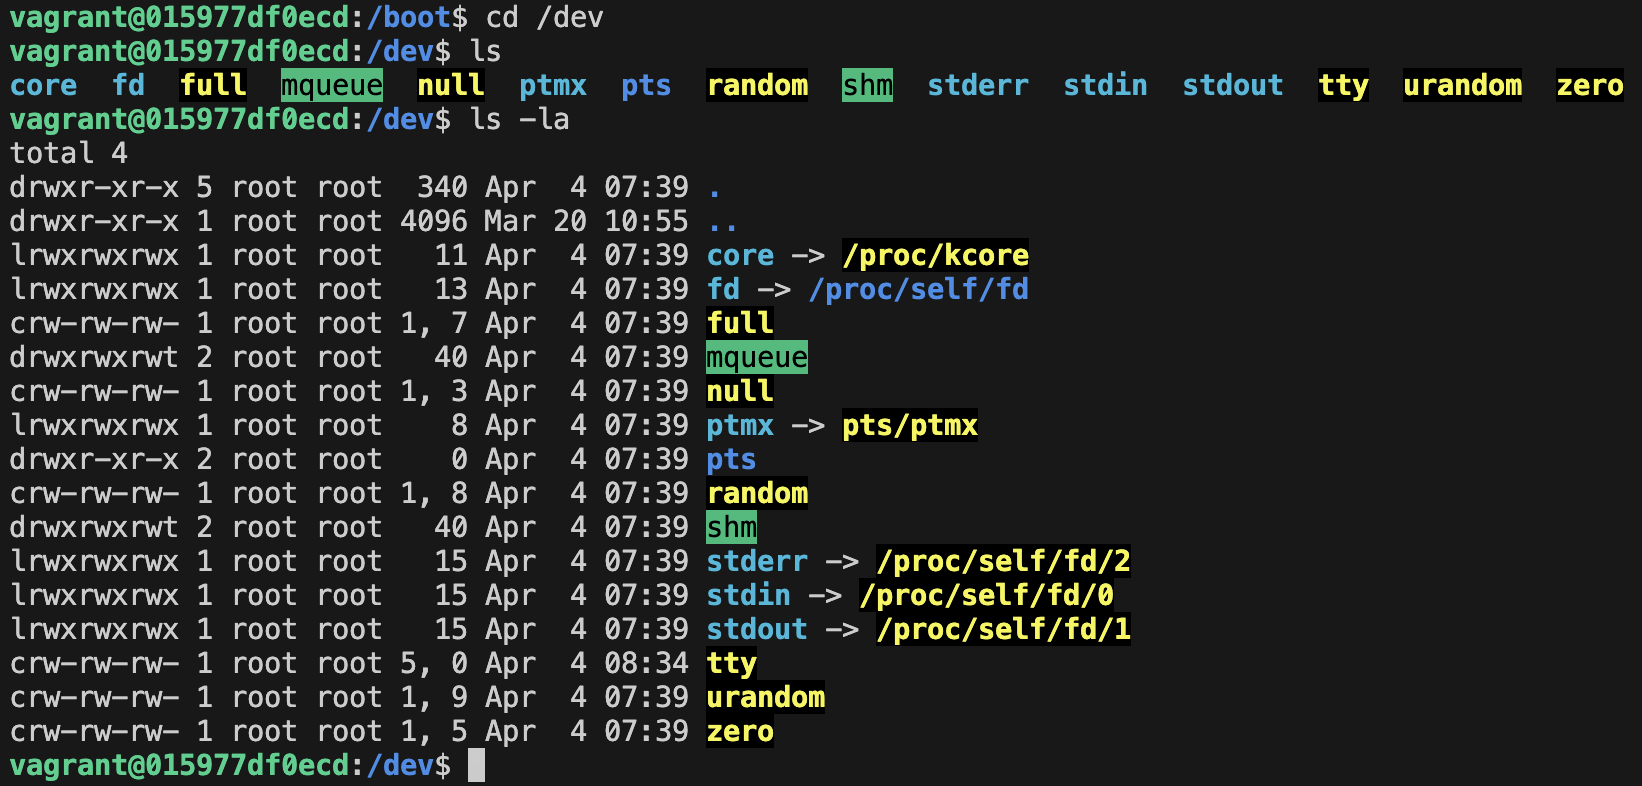 vagrant@015977df0ecd:/boot$ cd /dev
vagrant@015977df0ecd:/dev$ ls
core  fd  full  mqueue  null  ptmx  pts  random  shm  stderr  stdin  stdout  tty  urandom  zero
vagrant@015977df0ecd:/dev$ ls -la
total 4
drwxr-xr-x 5 root root  340 Apr  4 07:39 .
drwxr-xr-x 1 root root 4096 Mar 20 10:55 ..
lrwxrwxrwx 1 root root   11 Apr  4 07:39 core -> /proc/kcore
lrwxrwxrwx 1 root root   13 Apr  4 07:39 fd -> /proc/self/fd
crw-rw-rw- 1 root root 1, 7 Apr  4 07:39 full
drwxrwxrwt 2 root root   40 Apr  4 07:39 mqueue
crw-rw-rw- 1 root root 1, 3 Apr  4 07:39 null
lrwxrwxrwx 1 root root    8 Apr  4 07:39 ptmx -> pts/ptmx
drwxr-xr-x 2 root root    0 Apr  4 07:39 pts
crw-rw-rw- 1 root root 1, 8 Apr  4 07:39 random
drwxrwxrwt 2 root root   40 Apr  4 07:39 shm
lrwxrwxrwx 1 root root   15 Apr  4 07:39 stderr -> /proc/self/fd/2
lrwxrwxrwx 1 root root   15 Apr  4 07:39 stdin -> /proc/self/fd/0
lrwxrwxrwx 1 root root   15 Apr  4 07:39 stdout -> /proc/self/fd/1
crw-rw-rw- 1 root root 5, 0 Apr  4 08:34 tty
crw-rw-rw- 1 root root 1, 9 Apr  4 07:39 urandom
crw-rw-rw- 1 root root 1, 5 Apr  4 07:39 zero
vagrant@015977df0ecd:/dev$